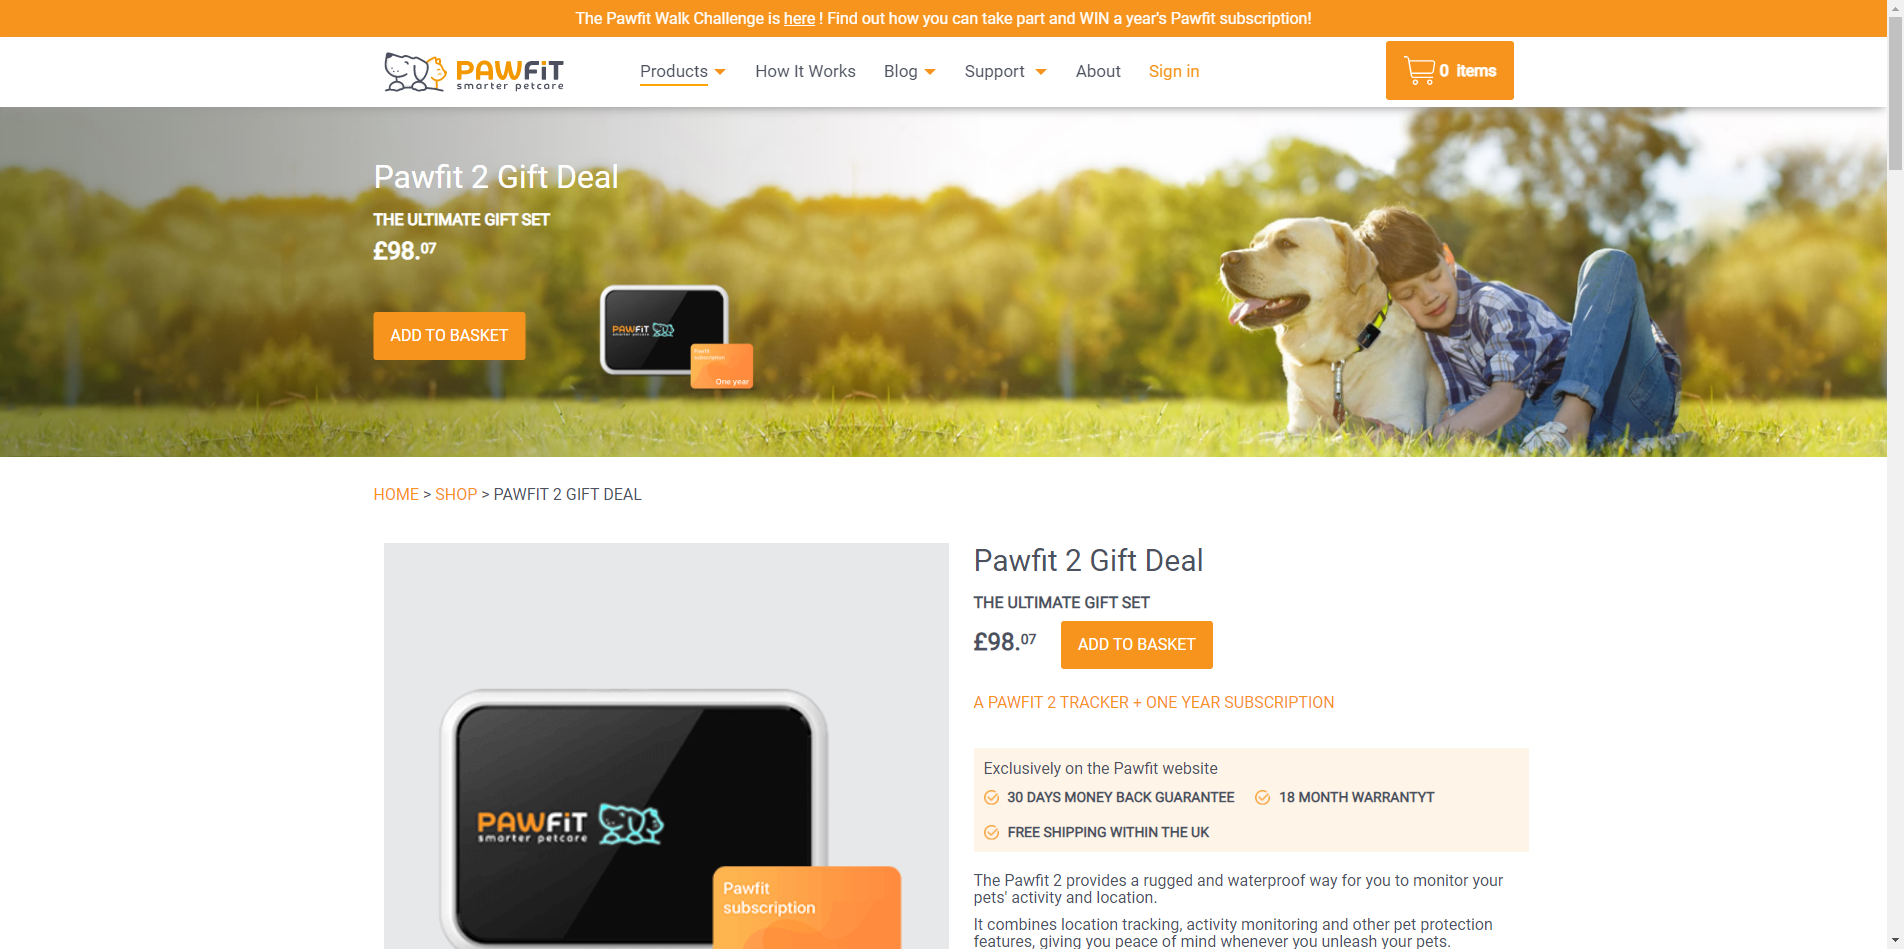 The Pawfit Walk Challenge is here ! Find out how you can take part and WIN a year's Pawfit subscription!
PAWFiT
smarter petcare
Products
How It Works
Blog
Support
About
Sign in
0 items
Pawfit 2 Gift Deal
THE ULTIMATE GIFT SET
£98.07
ADD TO BASKET
PAWFiT
smarter petcare
Pawfit
subscription
One year
HOME > SHOP > PAWFIT 2 GIFT DEAL
PAWFiT
smarter petcare
Pawfit
subscription
Pawfit 2 Gift Deal
THE ULTIMATE GIFT SET
£98.07
ADD TO BASKET
A PAWFIT 2 TRACKER + ONE YEAR SUBSCRIPTION
Exclusively on the Pawfit website
30 DAYS MONEY BACK GUARANTEE
18 MONTH WARRANTYT
FREE SHIPPING WITHIN THE UK
The Pawfit 2 provides a rugged and waterproof way for you to monitor your
pets' activity and location.
It combines location tracking, activity monitoring and other pet protection
features, giving you peace of mind whenever you unleash your pets.